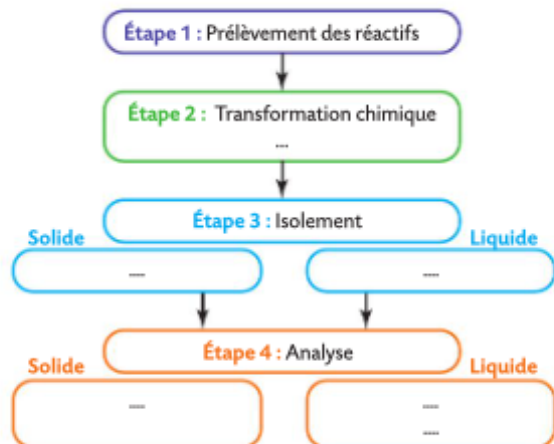 Étape 1 : Prélèvement des réactifs
Étape 2 : Transformation chimique
....
Étape 3 : Isolement
Solide
Liquide
....
....
Étape 4 : Analyse
Solide
Liquide
....
....
....